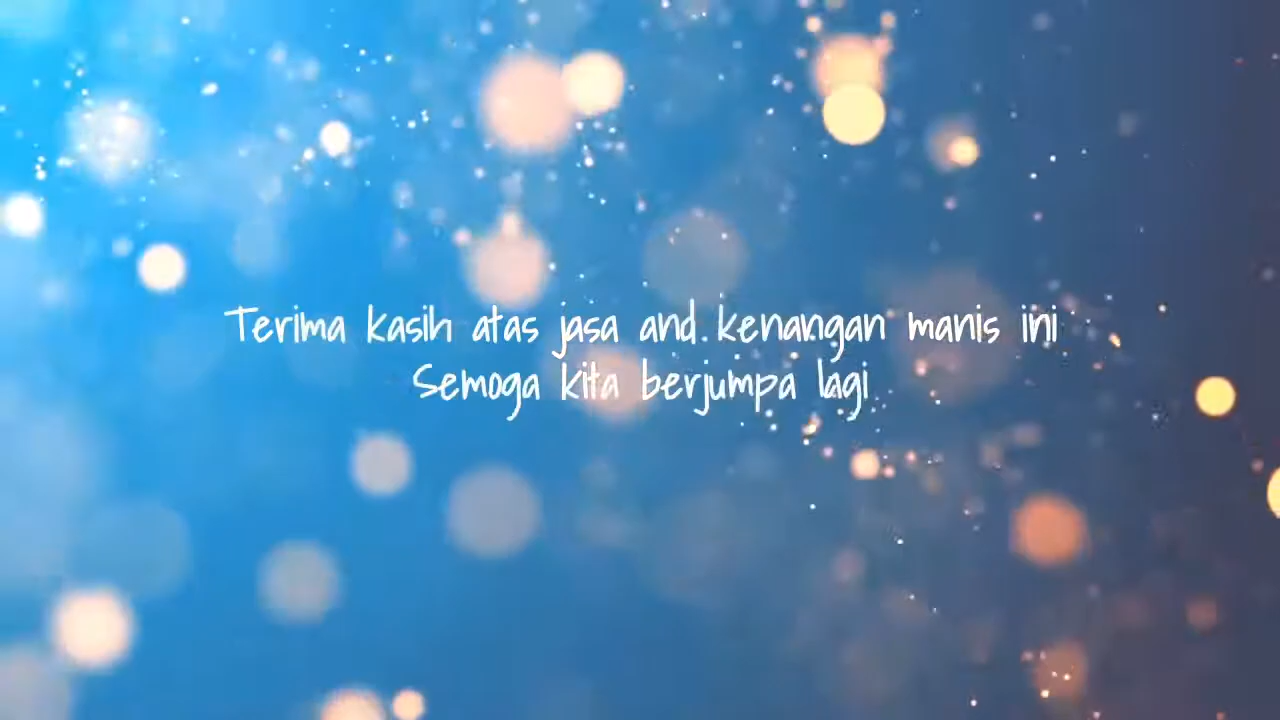 Terima kasih atas jasa and kenangan manis ini
Semoga kita berjumpa lagi